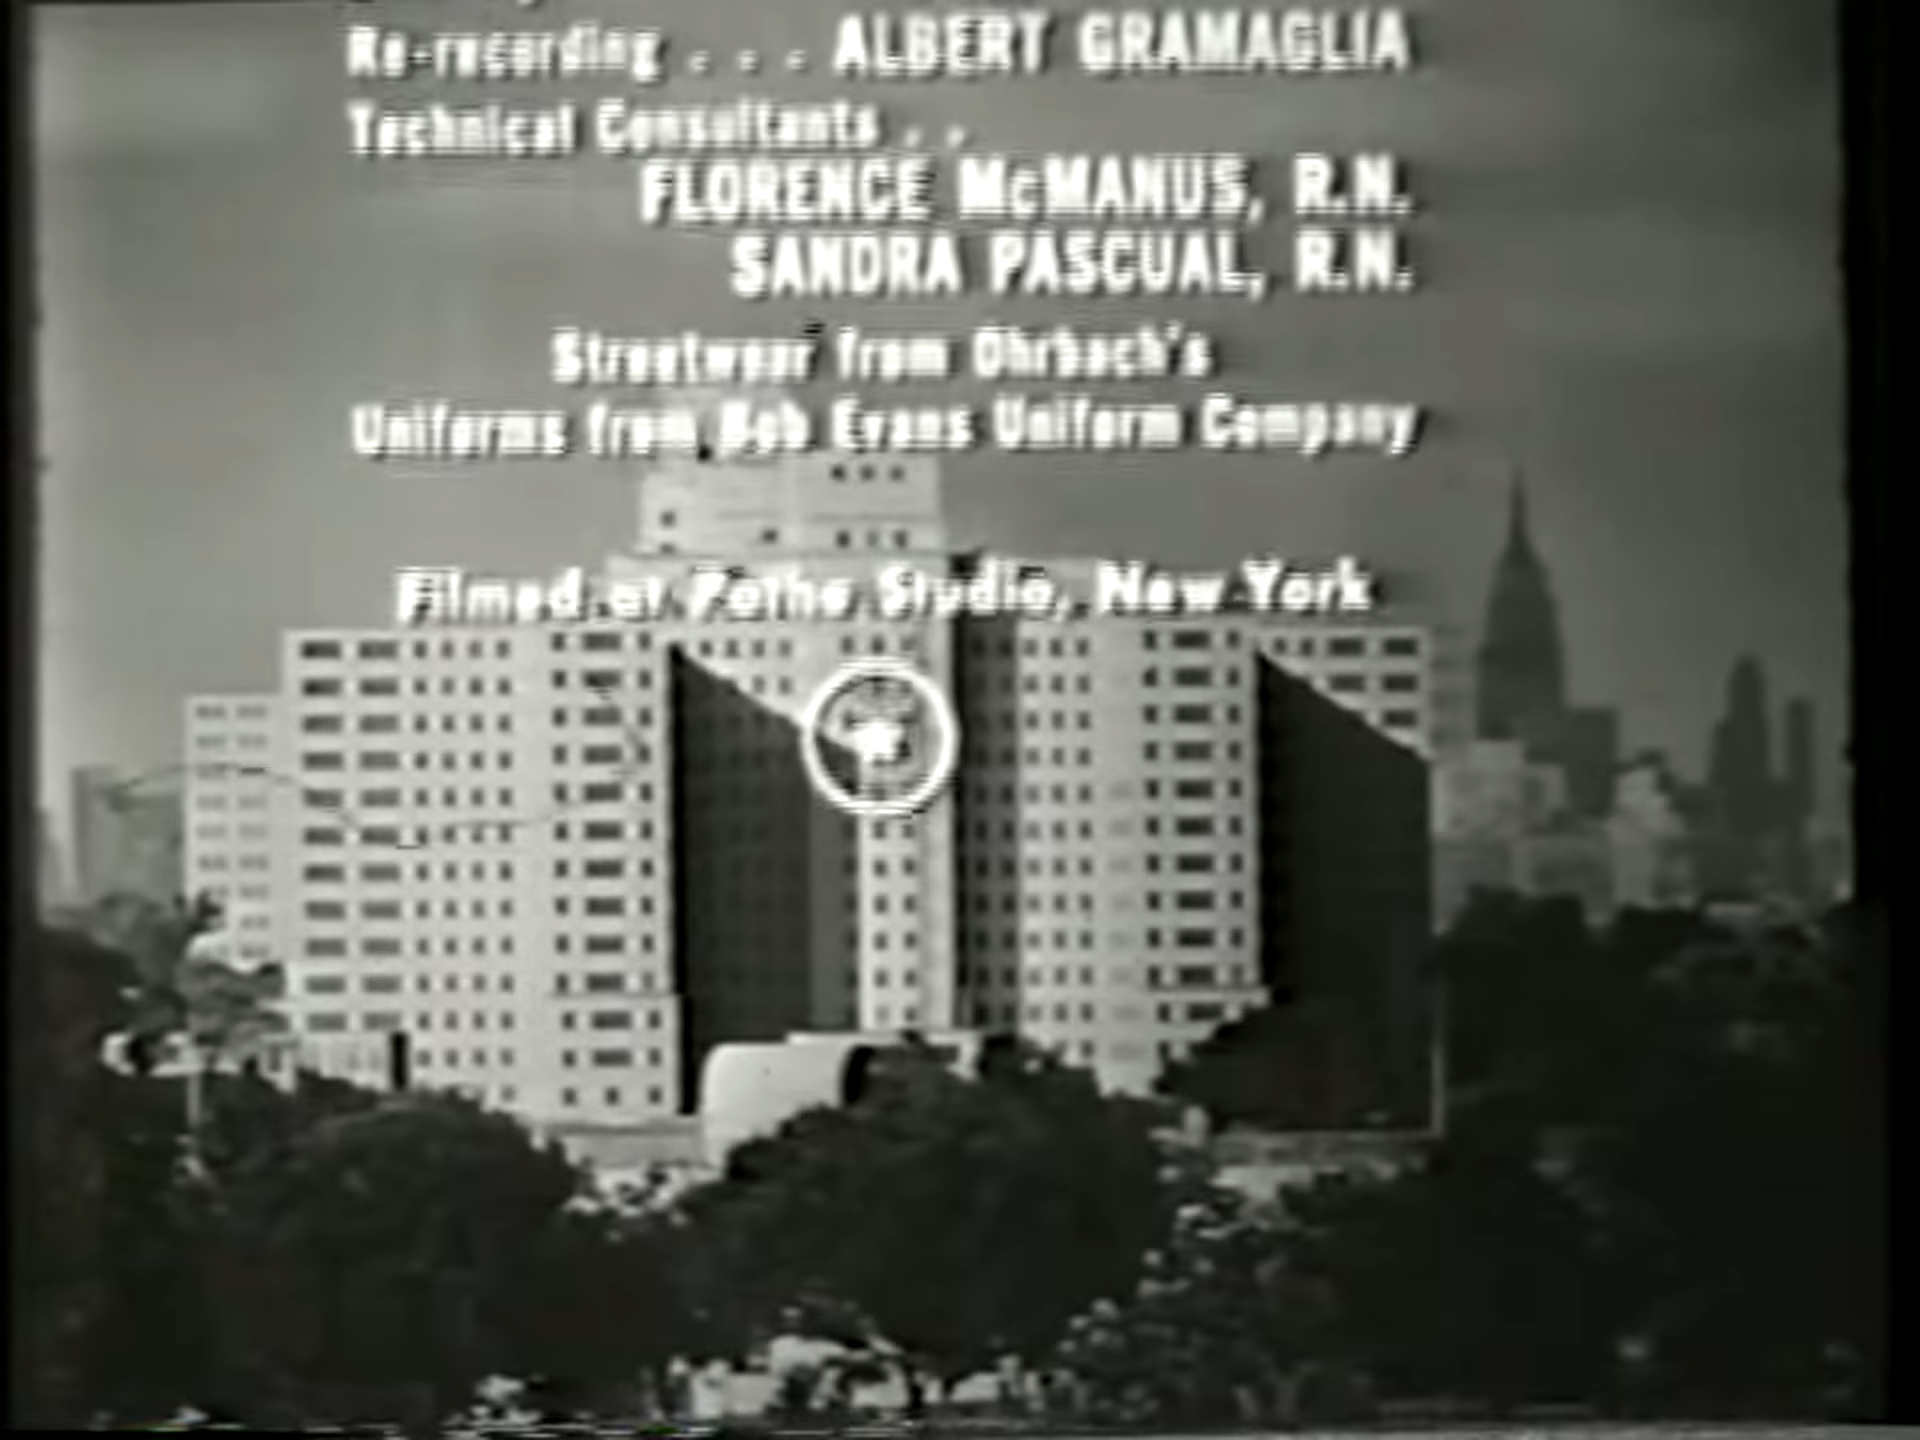 Re-recording . . . ALBERT GRAMAGLIA
Technical Consultants . .
FLORENCE McMANUS, R.N.
SANDRA PASCUAL, R.N.
Streetwear from Ohrbach's
Uniforms from Bob Evans Uniform Company
Filmed at Pathe Studio, New York